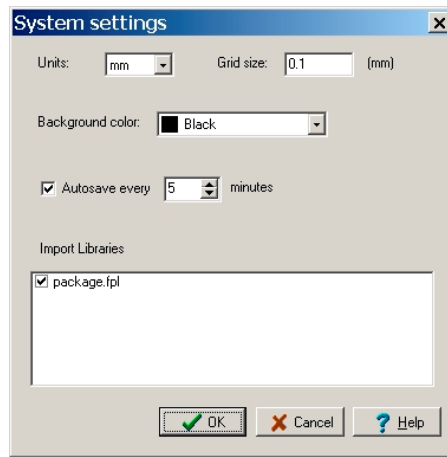 System settings
Units: mm Grid size: 0.1 (mm)
Background color: Black
Autosave every 5 minutes
Import Libraries
package.fpl
OK Cancel Help